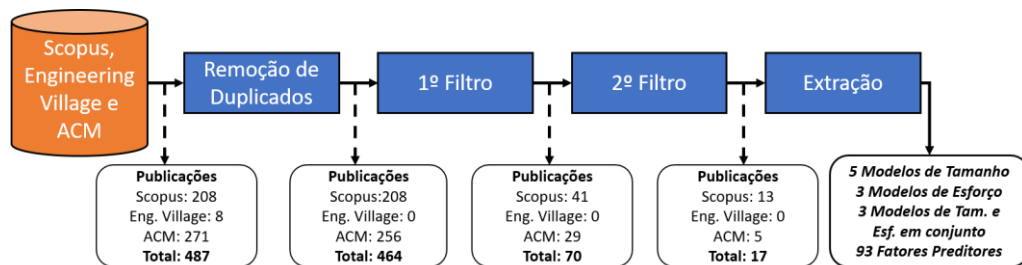 Scopus,
Engineering
Village e
ACM
Remoção de
Duplicados
1º Filtro
2º Filtro
Extração
Publicações
Scopus: 208
Eng. Village: 8
ACM: 271
Total: 487
Publicações
Scopus:208
Eng. Village: 0
ACM: 256
Total: 464
Publicações
Scopus: 41
Eng. Village: 0
ACM: 29
Total: 70
Publicações
Scopus: 13
Eng. Village: 0
ACM: 5
Total: 17
5 Modelos de Tamanho
3 Modelos de Esforço
3 Modelos de Tam. e
Esf. em conjunto
93 Fatores Preditores